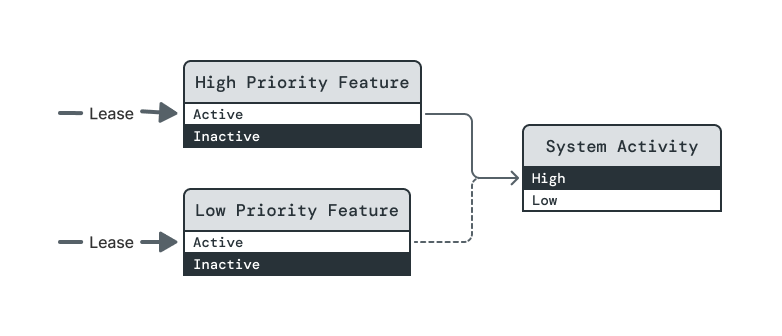 High Priority Feature
Lease
Active
Inactive
System Activity
High
Low
Low Priority Feature
Lease
Active
Inactive